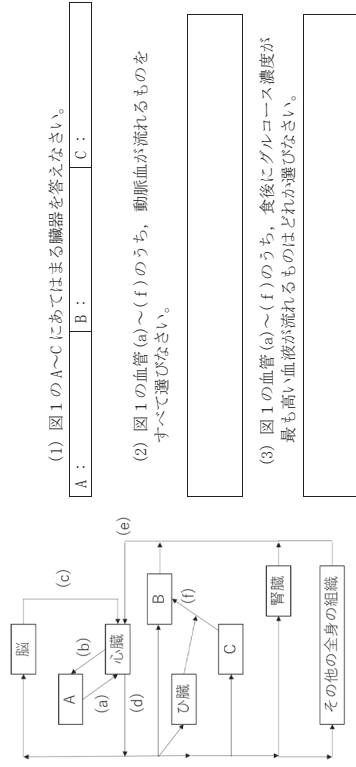 脳
(c)
A
(b)
(a)
心臓
(d)
(e)
B
ひ臓
(f)
C
腎臓
その他の全身の組織
(1) 図1のA～Cにあてはまる臓器を答えなさい。
A： B： C：
(2) 図1の血管(a)～(f)のうち，動脈血が流れるものを
すべて選びなさい。
(3) 図1の血管(a)～(f)のうち，食後にグルコース濃度が
最も高い血液が流れるものはどれか選びなさい。